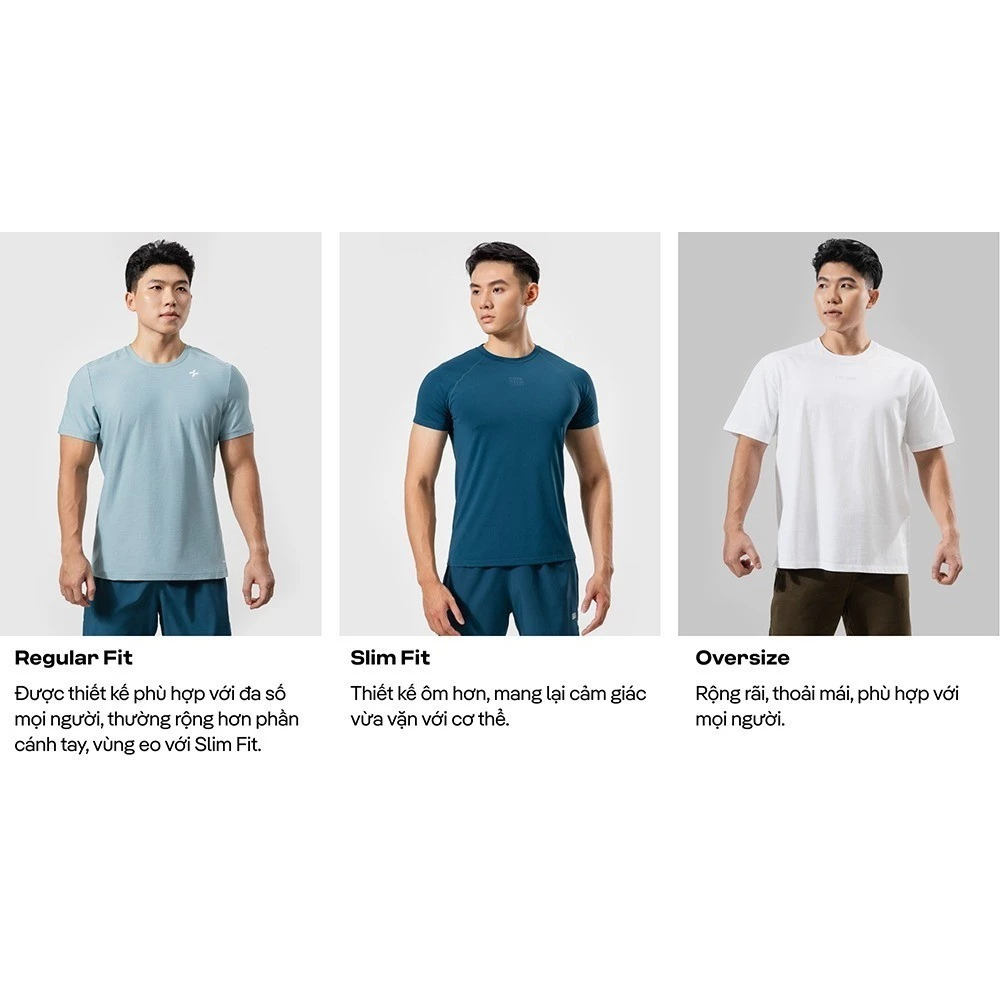 Regular Fit
Được thiết kế phù hợp với đa số
mọi người, thường rộng hơn phần
cánh tay, vùng eo với Slim Fit.
Slim Fit
Thiết kế ôm hơn, mang lại cảm giác
vừa vặn với cơ thể.
Oversize
Rộng rãi, thoải mái, phù hợp với
mọi người.